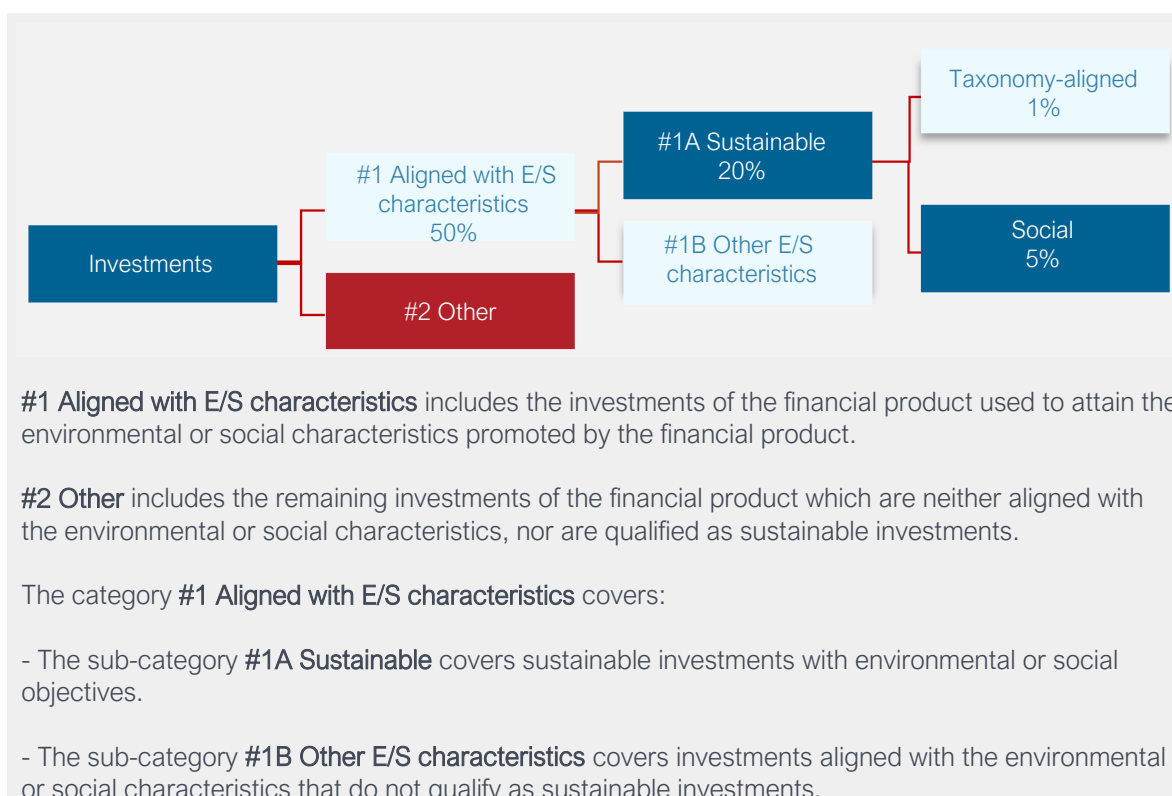 Taxonomy-aligned
1%
#1A Sustainable
20%
#1 Aligned with E/S
characteristics
50%
Social
5%
#1B Other E/S
characteristics
Investments
#2 Other
#1 Aligned with E/S characteristics includes the investments of the financial product used to attain the
environmental or social characteristics promoted by the financial product.
#2 Other includes the remaining investments of the financial product which are neither aligned with
the environmental or social characteristics, nor are qualified as sustainable investments.
The category #1 Aligned with E/S characteristics covers:
- The sub-category #1A Sustainable covers sustainable investments with environmental or social
objectives.
- The sub-category #1B Other E/S characteristics covers investments aligned with the environmental
or social characteristics that do not qualify as sustainable investments.